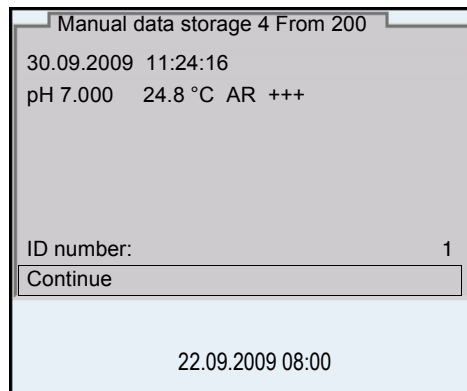 Manual data storage 4 From 200
30.09.2009 11:24:16
pH 7.000 24.8 °C AR +++
ID number: 1
Continue
22.09.2009 08:00